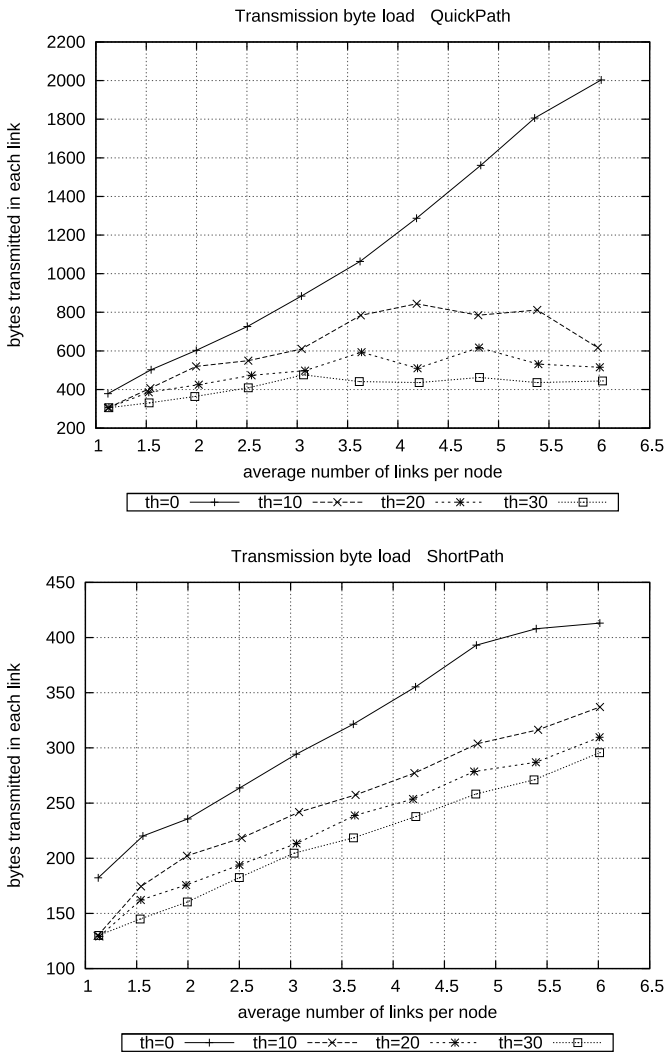 Transmission byte load QuickPath
bytes transmitted in each link
2200
2000
1800
1600
1400
1200
1000
800
600
400
200
1 1.5 2 2.5 3 3.5 4 4.5 5 5.5 6 6.5
average number of links per node
th=0 th=10 th=20 th=30
Transmission byte load ShortPath
bytes transmitted in each link
450
400
350
300
250
200
150
100
1 1.5 2 2.5 3 3.5 4 4.5 5 5.5 6 6.5
average number of links per node
th=0 th=10 th=20 th=30